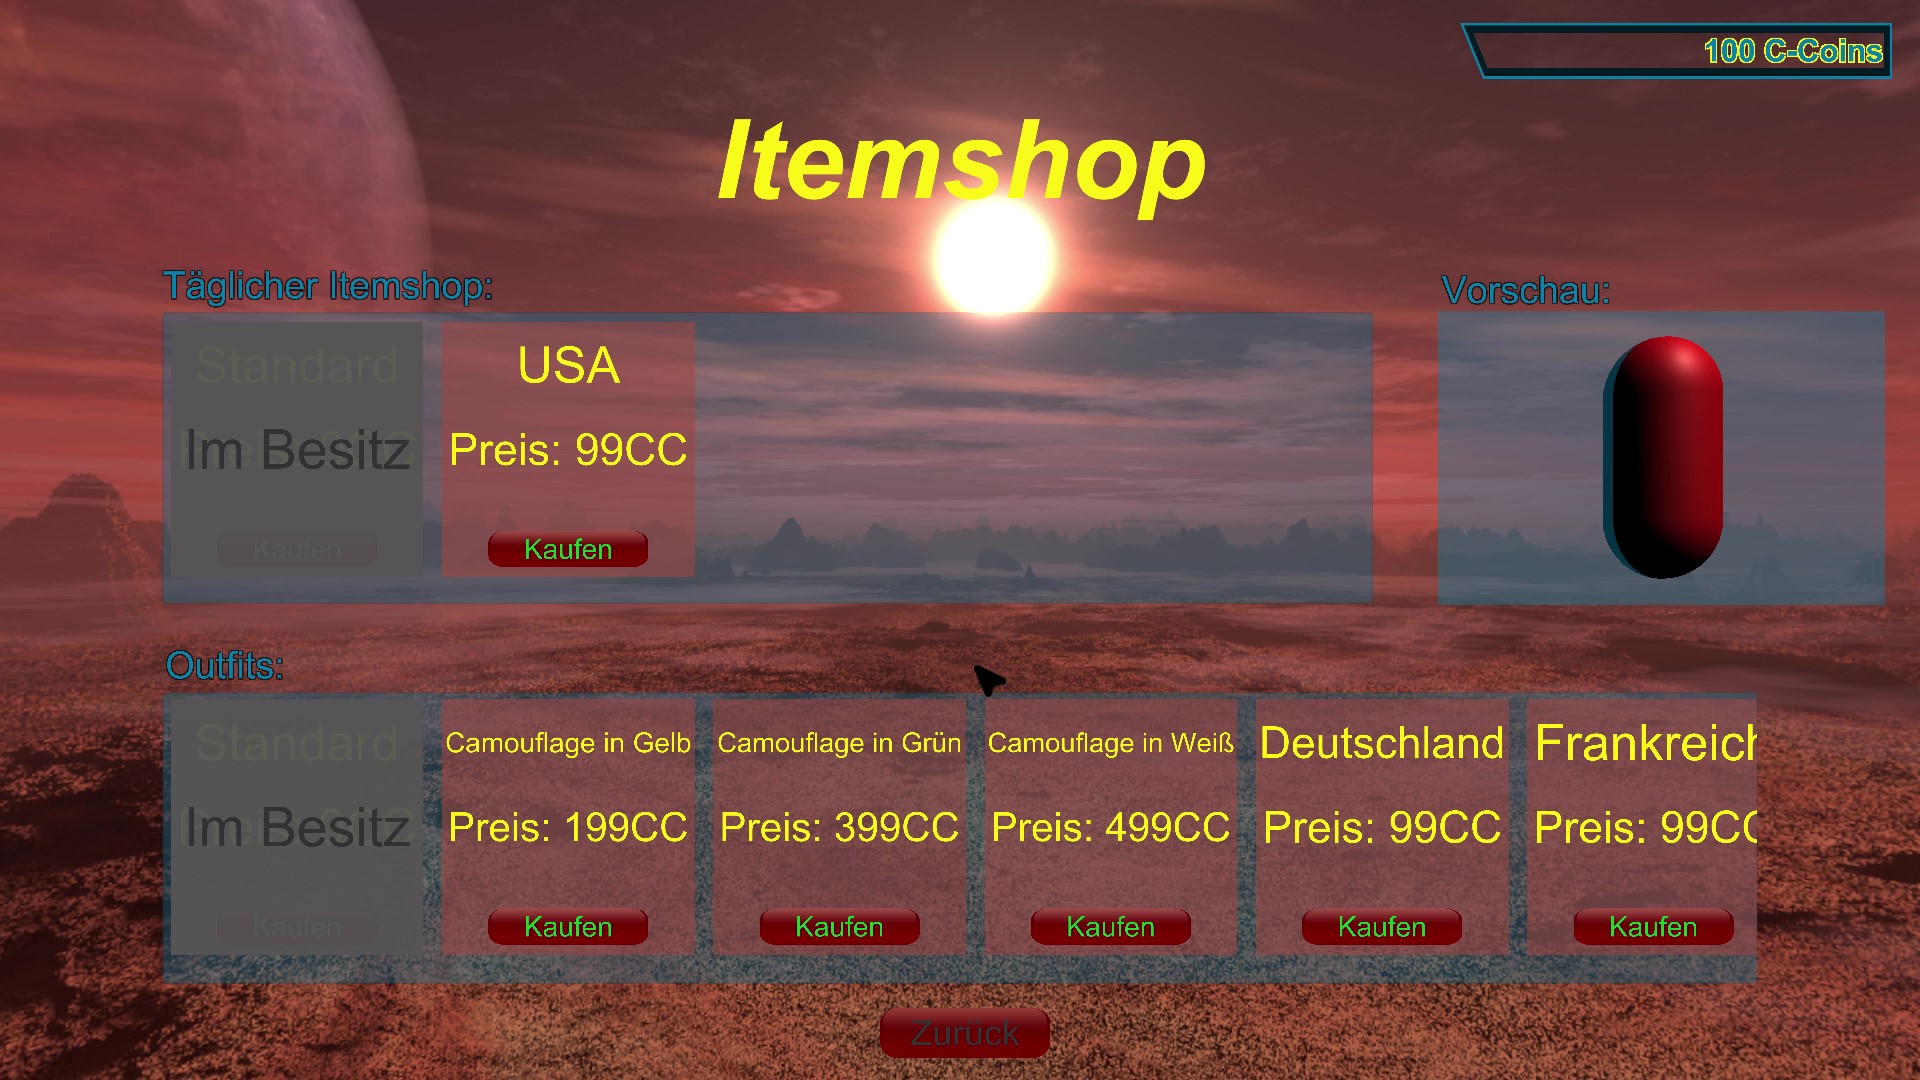 100 C-Coins
Itemshop
Täglicher Itemshop:
Vorschau:
Standard
Im Besitz
Kaufen
USA
Preis: 99CC
Kaufen
Outfits:
Standard
Im Besitz
Kaufen
Camouflage in Gelb
Preis: 199CC
Kaufen
Camouflage in Grün
Preis: 399CC
Kaufen
Camouflage in Weiß
Preis: 499CC
Kaufen
Deutschland
Preis: 99CC
Kaufen
Frankreich
Preis: 99CC
Kaufen
Zurück